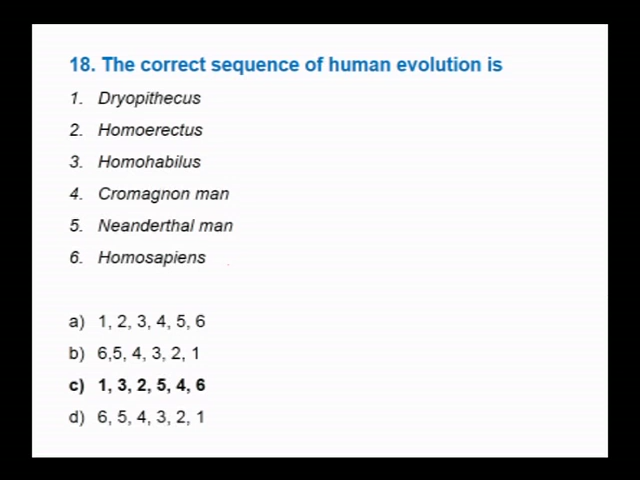 18. The correct sequence of human evolution is
1. Dryopithecus
2. Homoerectus
3. Homohabilus
4. Cromagnon man
5. Neanderthal man
6. Homosapiens
a) 1, 2, 3, 4, 5, 6
b) 6,5, 4, 3, 2, 1
c) 1, 3, 2, 5, 4, 6
d) 6, 5, 4, 3, 2, 1